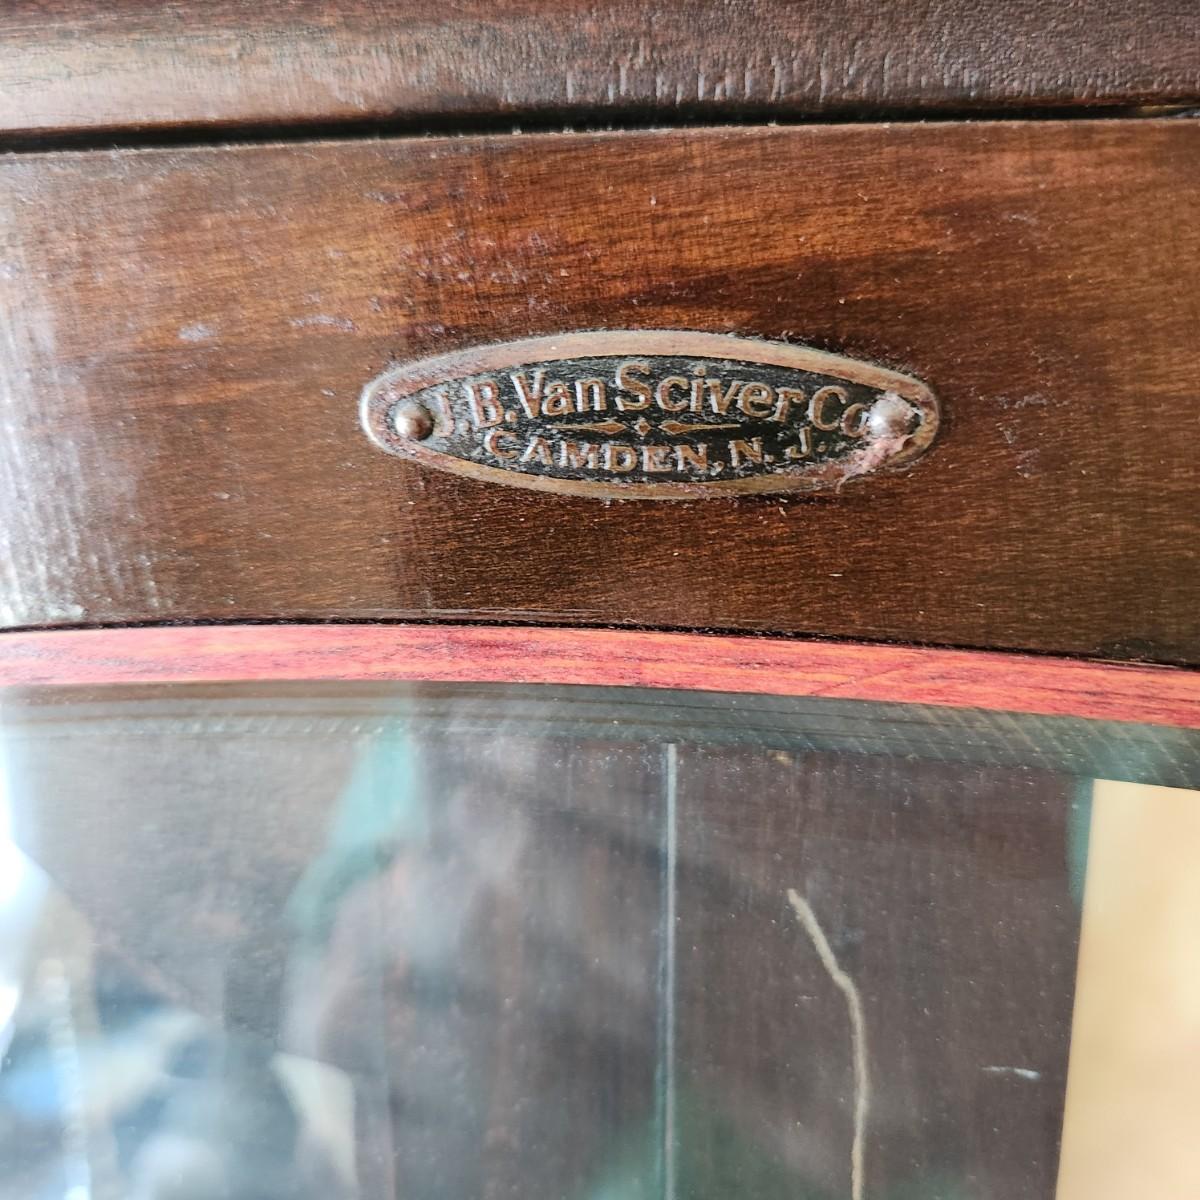 J.B. Van Sciver Co
CAMDEN, N. J.